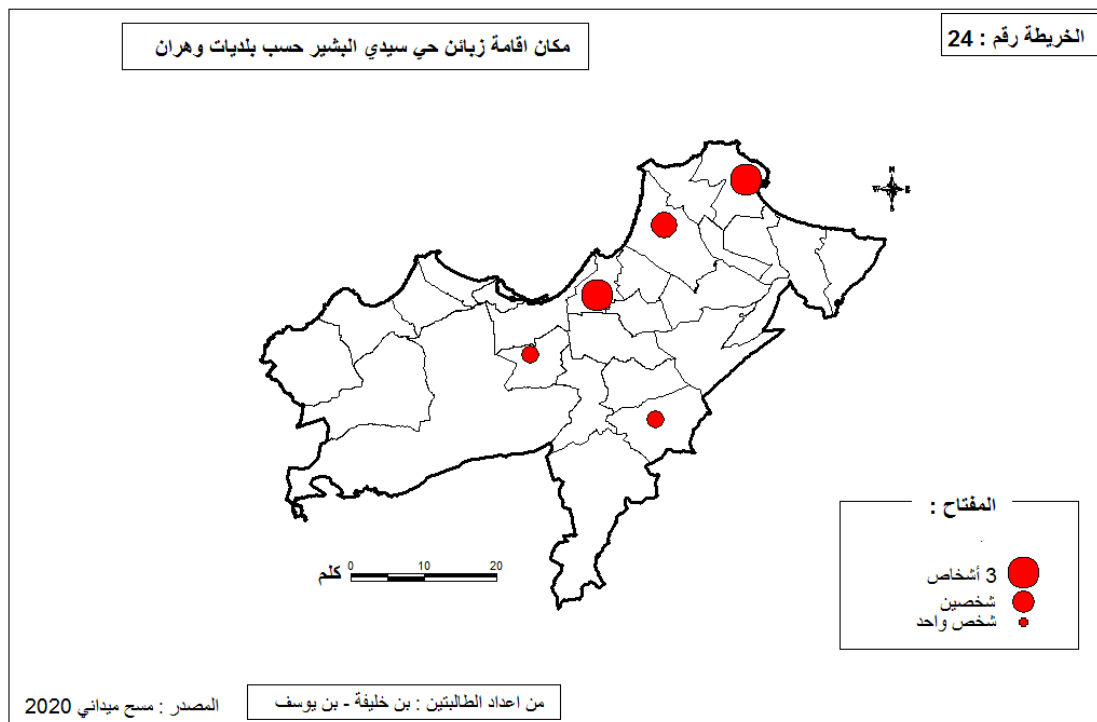 الخريطة رقم : 24
مكان اقامة زبائن حي سيدي البشير حسب بلديات وهران
N
W E
S
المفتاح :
3 أشخاص
شخصين
شخص واحد
0 10 20
كلم
من اعداد الطالبتين : بن خليفة - بن يوسف
المصدر : مسح ميداني 2020